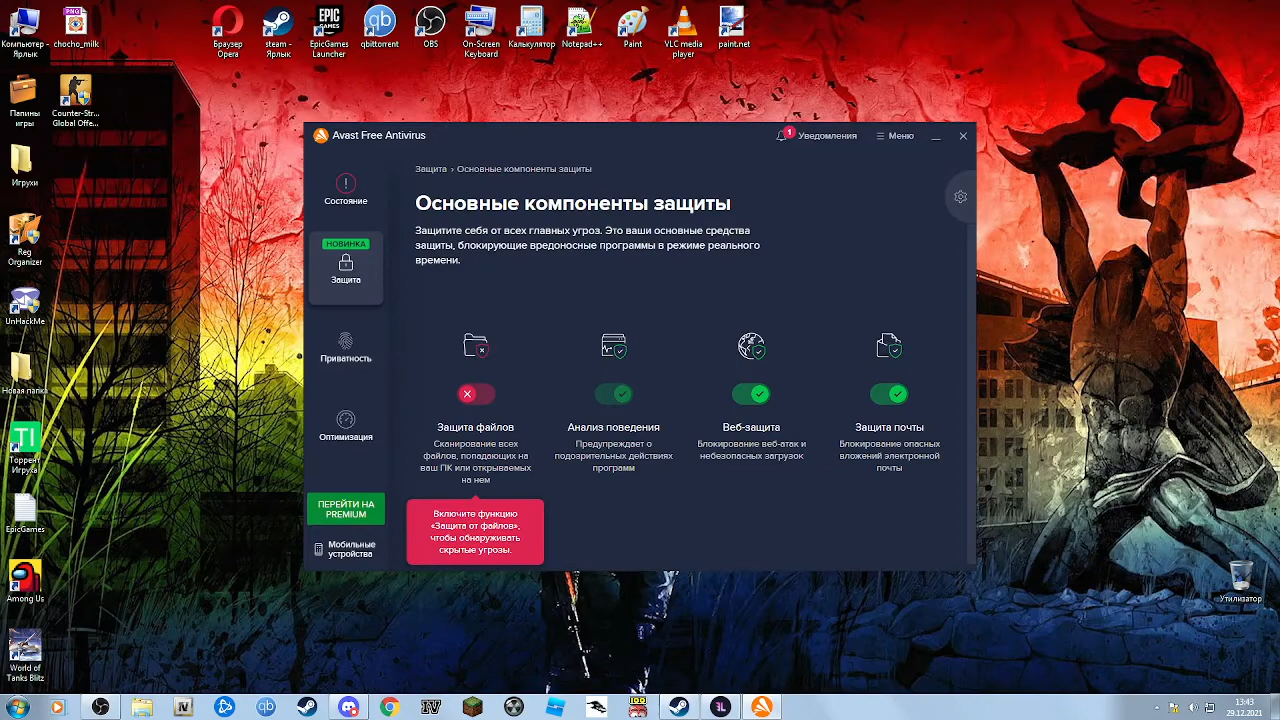 Компьютер -
Ярлык
chocho_milk
Браузер
Opera
steam -
Ярлык
EpicGames
Launcher
qbittorrent
OBS
On-Screen
Keyboard
Калькулятор
Notepad++
Paint
VLC media
player
paint.net
Папины
игры
Counter-Str...
Global Offe...
Игрухи
Reg
Organizer
UnHackMe
Новая папка
Торрент
Игруха
EpicGames
Among Us
World of
Tanks Blitz
Avast Free Antivirus
1
Уведомления
Меню
Состояние
НОВИНКА
Защита
Приватность
Оптимизация
ПЕРЕЙТИ НА
PREMIUM
Мобильные
устройства
Защита › Основные компоненты защиты
Основные компоненты защиты
Защитите себя от всех главных угроз. Это ваши основные средства
защиты, блокирующие вредоносные программы в режиме реального
времени.
Защита файлов
Сканирование всех
файлов, попадающих на
ваш ПК или открываемых
на нем
Включите функцию
«Защита от файлов»,
чтобы обнаруживать
скрытые угрозы.
Анализ поведения
Предупреждает о
подозрительных действиях
программ
Веб-защита
Блокирование веб-атак и
небезопасных загрузок
Защита почты
Блокирование опасных
вложений электронной
почты
Утилизатор
13:43
29.12.2021